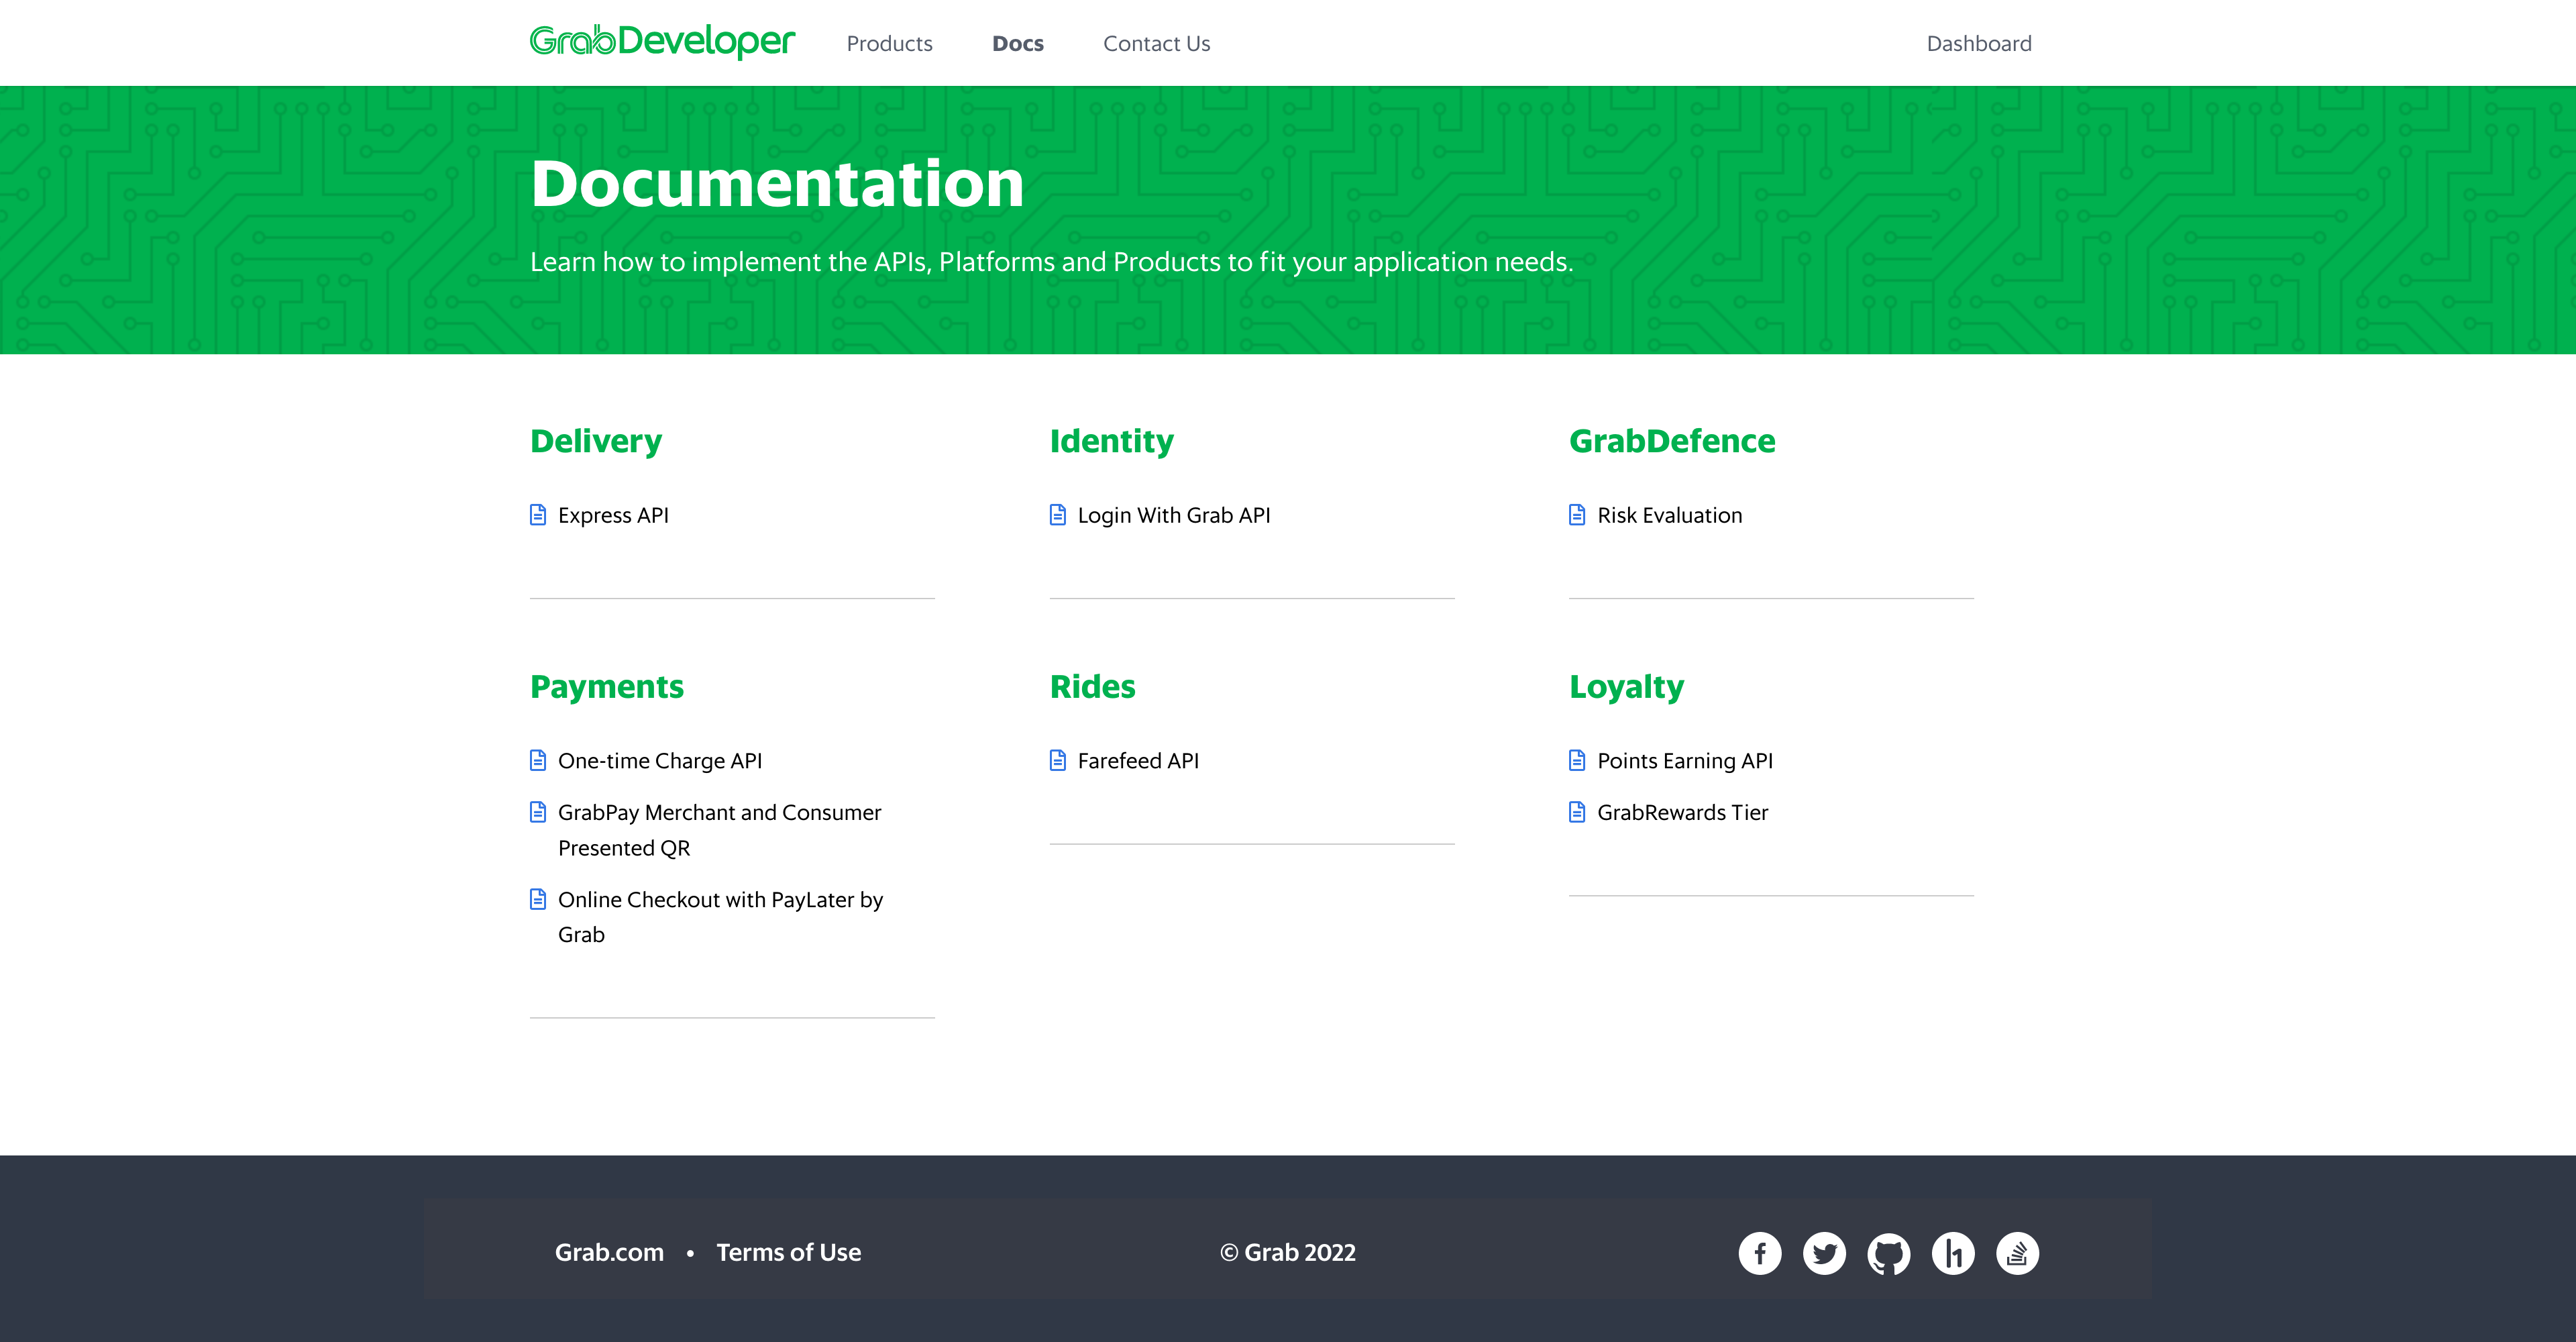 GrabDeveloper
Products
Docs
Contact Us
Dashboard
Documentation
Learn how to implement the APIs, Platforms and Products to fit your application needs.
Delivery
Express API
Identity
Login With Grab API
GrabDefence
Risk Evaluation
Payments
One-time Charge API
GrabPay Merchant and Consumer
Presented QR
Online Checkout with PayLater by
Grab
Rides
Farefeed API
Loyalty
Points Earning API
GrabRewards Tier
Grab.com • Terms of Use
© Grab 2022